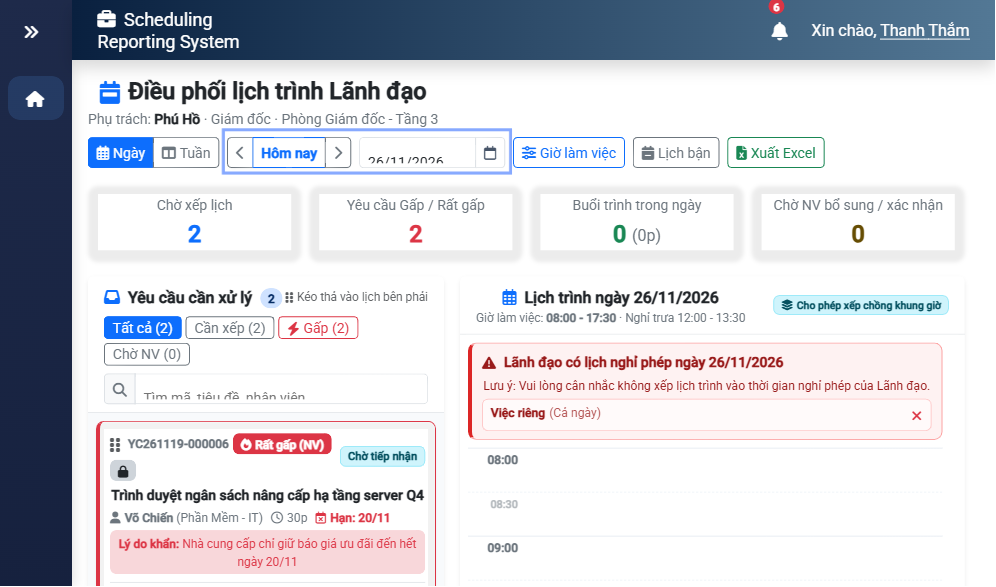 Scheduling
Reporting System
6
Xin chào, Thanh Thắm
Điều phối lịch trình Lãnh đạo
Phụ trách: Phú Hồ · Giám đốc · Phòng Giám đốc - Tầng 3
Ngày Tuần Hôm nay 26/11/2026 Giờ làm việc Lịch bận Xuất Excel
Chờ xếp lịch
2
Yêu cầu Gấp / Rất gấp
2
Buổi trình trong ngày
0 (0p)
Chờ NV bổ sung / xác nhận
0
Yêu cầu cần xử lý 2 Kéo thả vào lịch bên phải
Tất cả (2) Cần xếp (2) Gấp (2)
Chờ NV (0)
Tìm mã, tiêu đề, nhân viên
YC261119-000006 Rất gấp (NV) Chờ tiếp nhận
Trình duyệt ngân sách nâng cấp hạ tầng server Q4
Võ Chiến (Phần Mềm - IT) 30p Hạn: 20/11
Lý do khẩn: Nhà cung cấp chỉ giữ báo giá ưu đãi đến hết
ngày 20/11
Lịch trình ngày 26/11/2026
Giờ làm việc: 08:00 - 17:30 · Nghỉ trưa 12:00 - 13:30
Cho phép xếp chồng khung giờ
Lãnh đạo có lịch nghỉ phép ngày 26/11/2026
Lưu ý: Vui lòng cân nhắc không xếp lịch trình vào thời gian nghỉ phép của Lãnh đạo.
Việc riêng (Cả ngày)
08:00
08:30
09:00